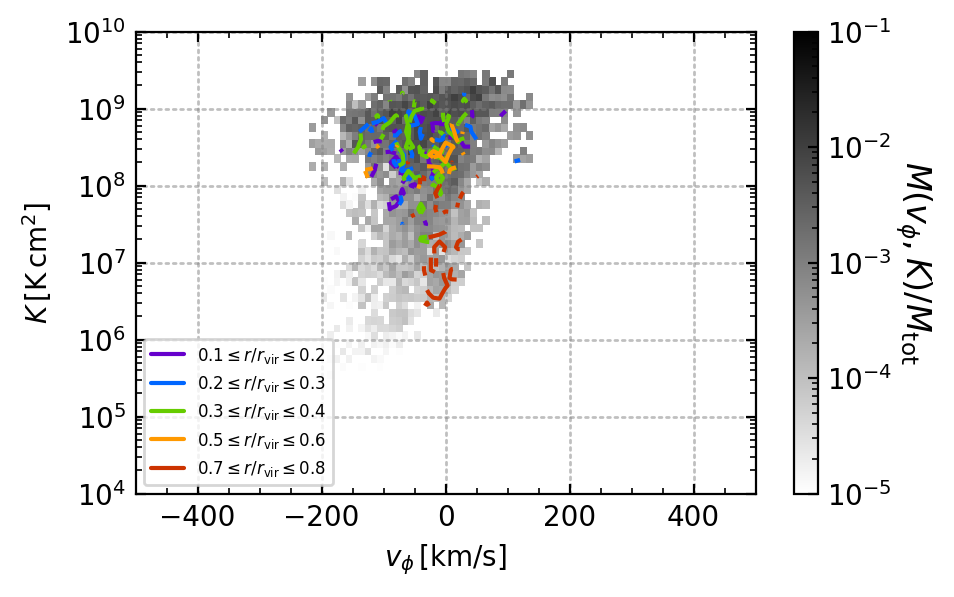 10^10
10^9
10^8
10^7
10^6
10^5
10^4
K [K cm^2]
−400 −200 0 200 400
v_ϕ [km/s]
0.1 ≤ r/r_vir ≤ 0.2
0.2 ≤ r/r_vir ≤ 0.3
0.3 ≤ r/r_vir ≤ 0.4
0.5 ≤ r/r_vir ≤ 0.6
0.7 ≤ r/r_vir ≤ 0.8
10^−1
10^−2
10^−3
10^−4
10^−5
M(v_ϕ, K)/M_tot